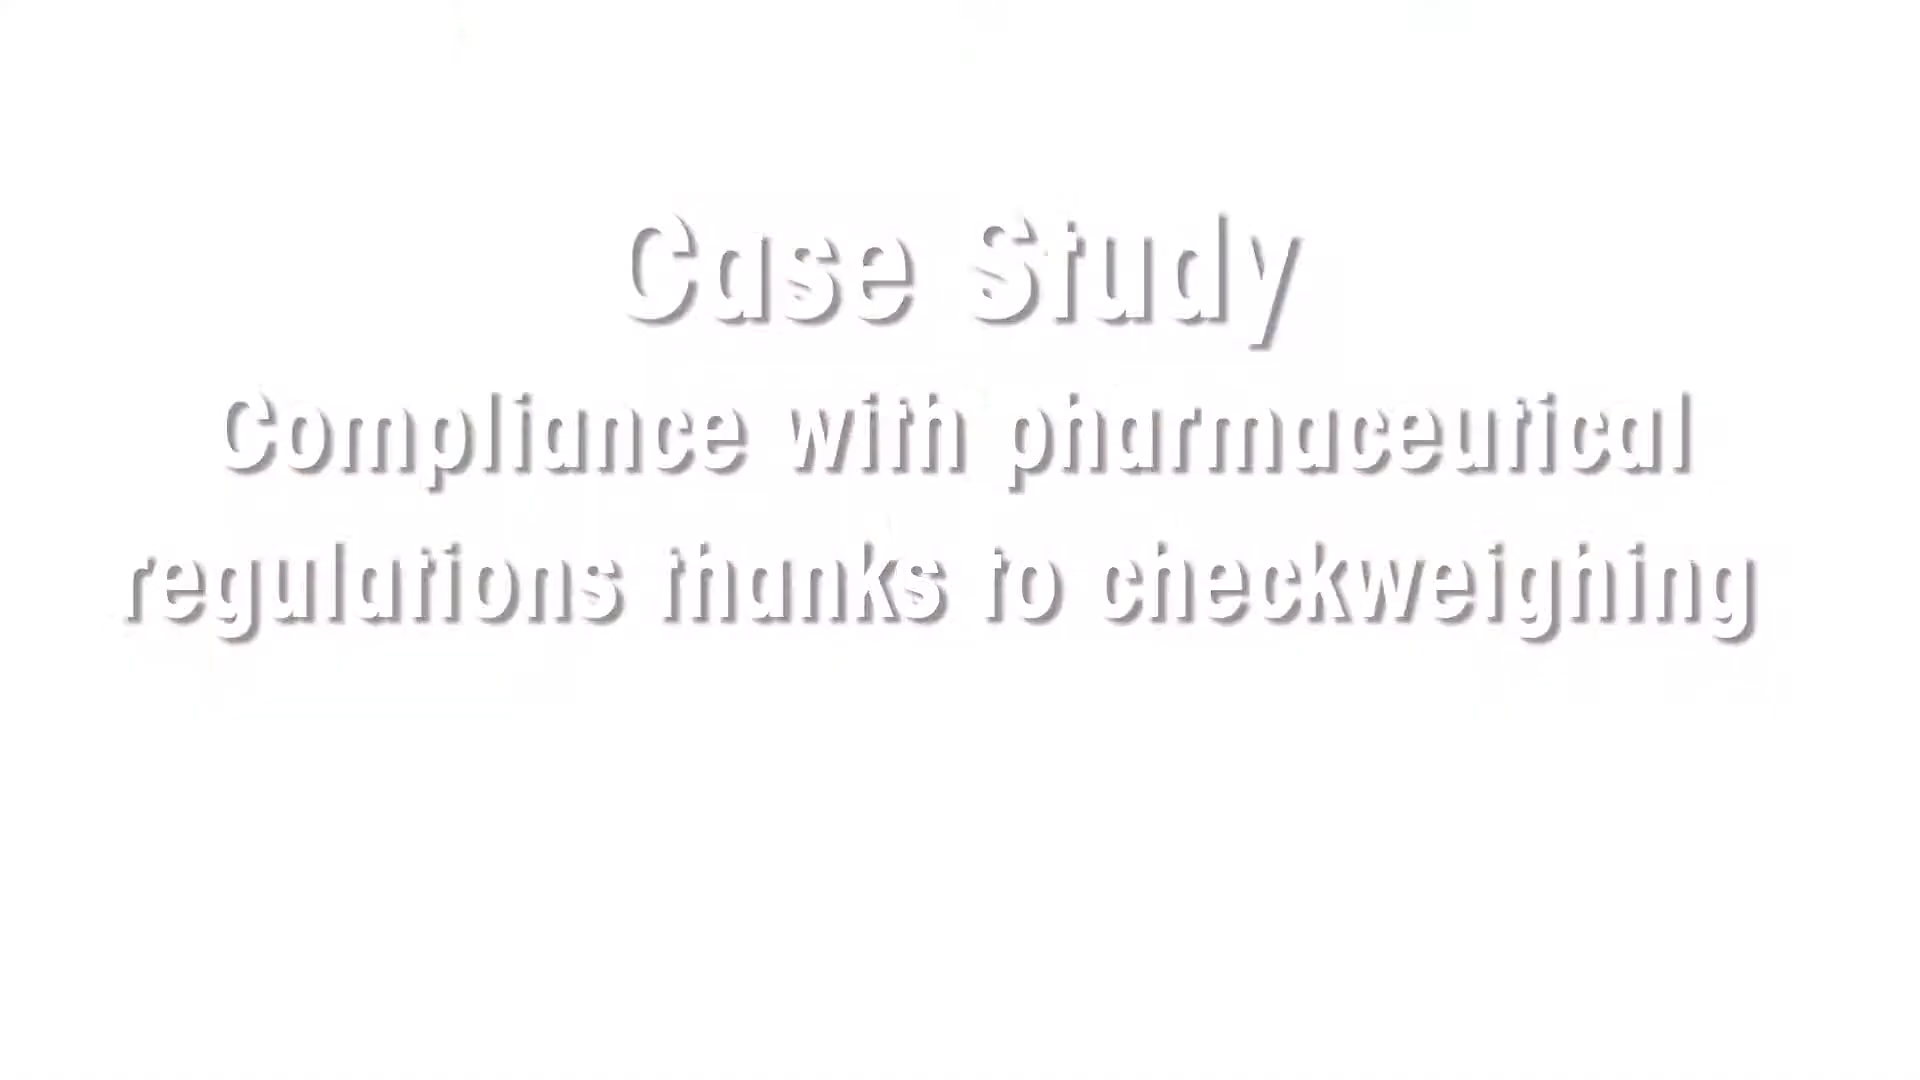 Case Study
Compliance with pharmaceutical
regulations thanks to checkweighing